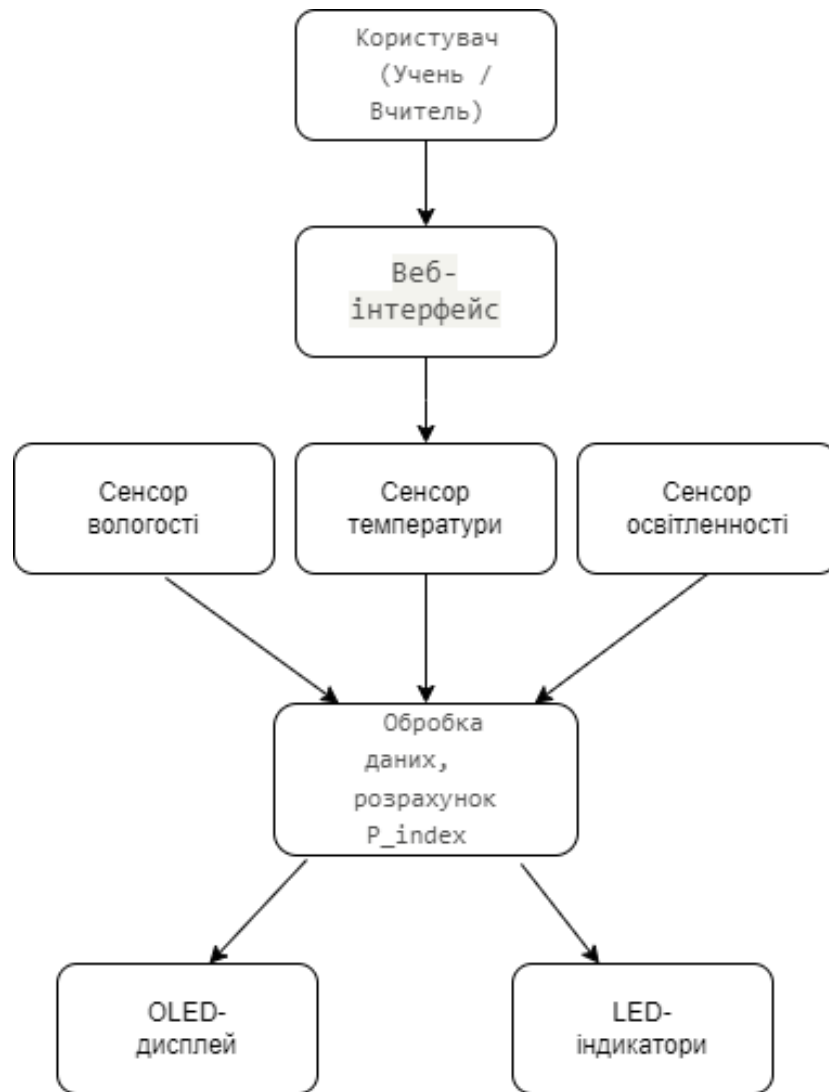 Користувач
(Учень /
Вчитель)
Веб-
інтерфейс
Сенсор
вологості
Сенсор
температури
Сенсор
освітленності
Обробка
даних,
розрахунок
P_index
OLED-
дисплей
LED-
індикатори